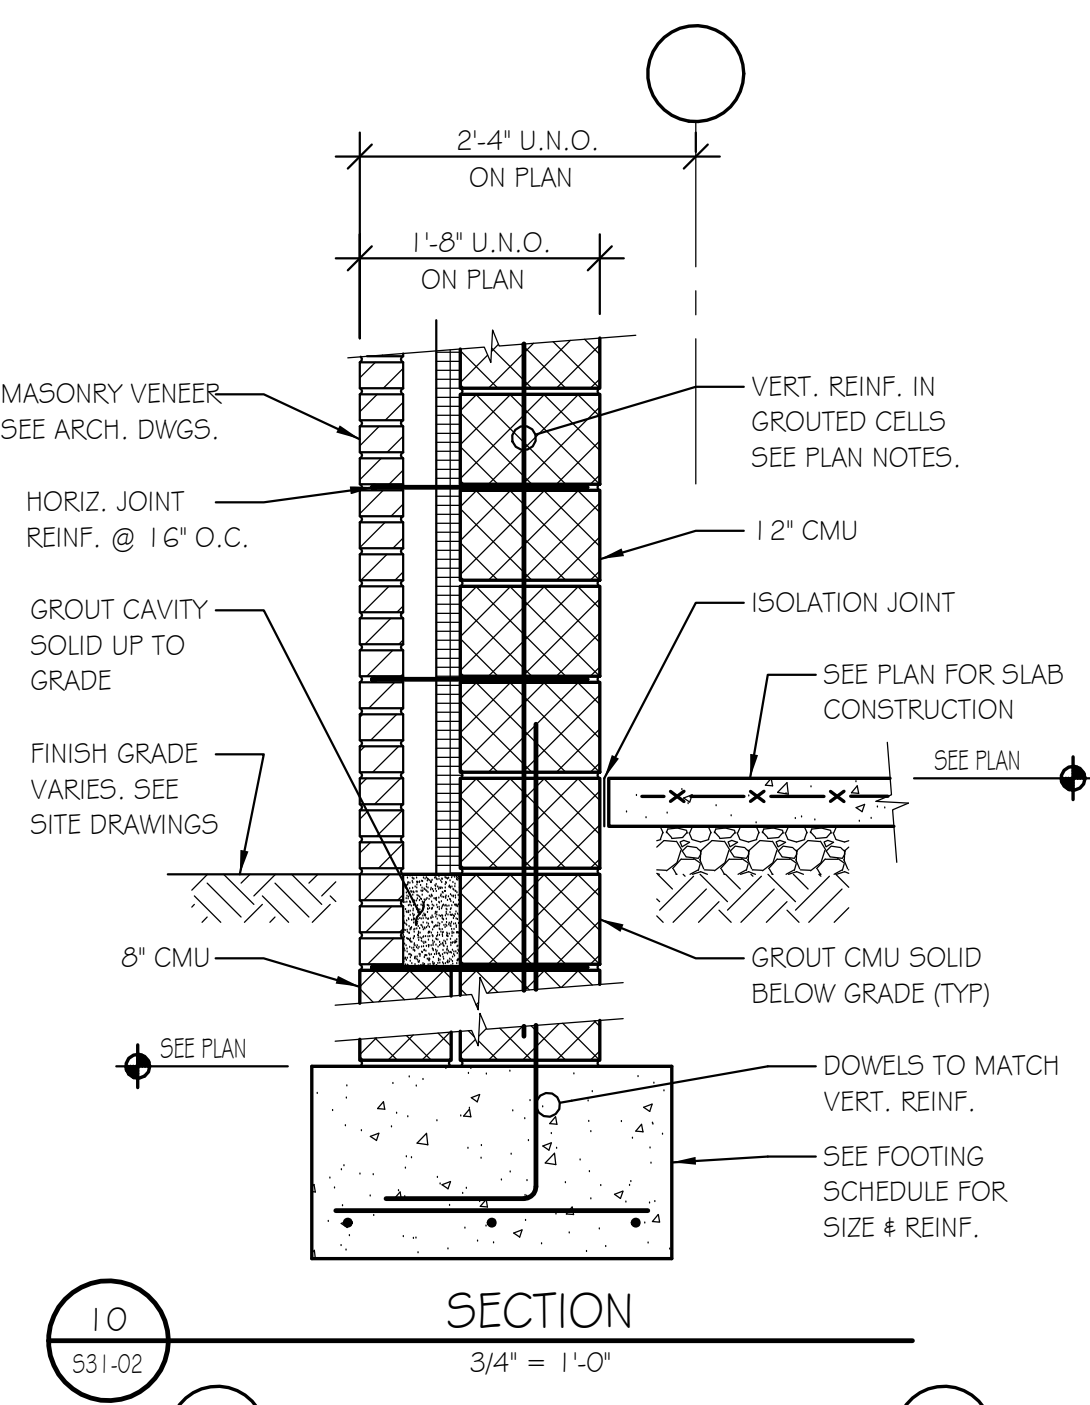 2'-4" U.N.O.
ON PLAN
1'-8" U.N.O.
ON PLAN
MASONRY VENEER
SEE ARCH. DWGS.
VERT. REINF. IN
GROUTED CELLS
SEE PLAN NOTES.
HORIZ. JOINT
REINF. @ 16" O.C.
12" CMU
GROUT CAVITY
SOLID UP TO
GRADE
ISOLATION JOINT
SEE PLAN FOR SLAB
CONSTRUCTION
FINISH GRADE
VARIES. SEE
SITE DRAWINGS
SEE PLAN
8" CMU
GROUT CMU SOLID
BELOW GRADE (TYP)
SEE PLAN
DOWELS TO MATCH
VERT. REINF.
SEE FOOTING
SCHEDULE FOR
SIZE & REINF.
10
S31-02
SECTION
3/4" = 1'-0"